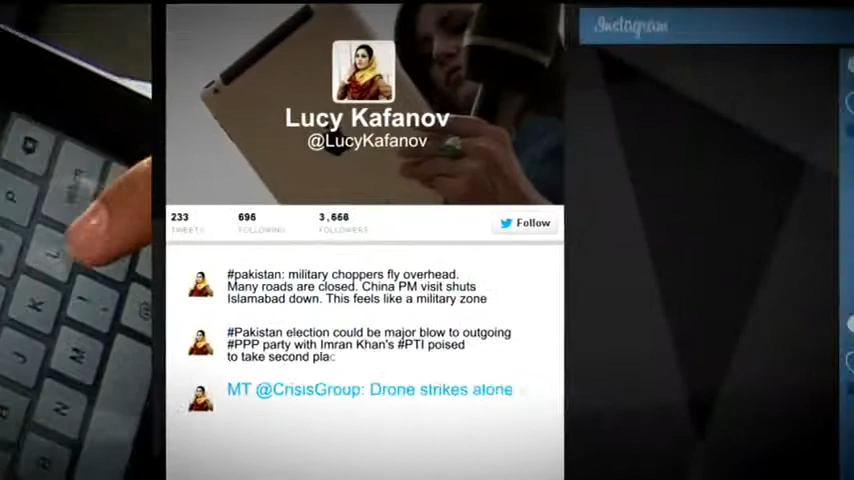 Instagram
Lucy Kafanov
@LucyKafanov
233
696
3,666
TWEETS
FOLLOWING
FOLLOWERS
Follow
#pakistan: military choppers fly overhead.
Many roads are closed. China PM visit shuts
Islamabad down. This feels like a military zone
#Pakistan election could be major blow to outgoing
#PPP party with Imran Khan's #PTI poised
to take second plac
MT @CrisisGroup: Drone strikes alone
P
L
K
J
I
M
N